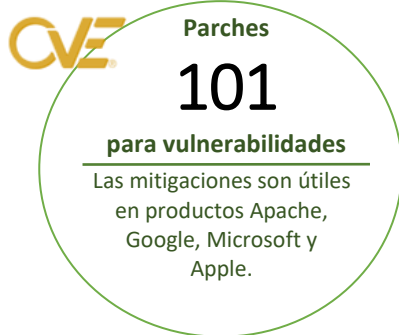 CVE®
Parches
101
para vulnerabilidades
Las mitigaciones son útiles
en productos Apache,
Google, Microsoft y
Apple.